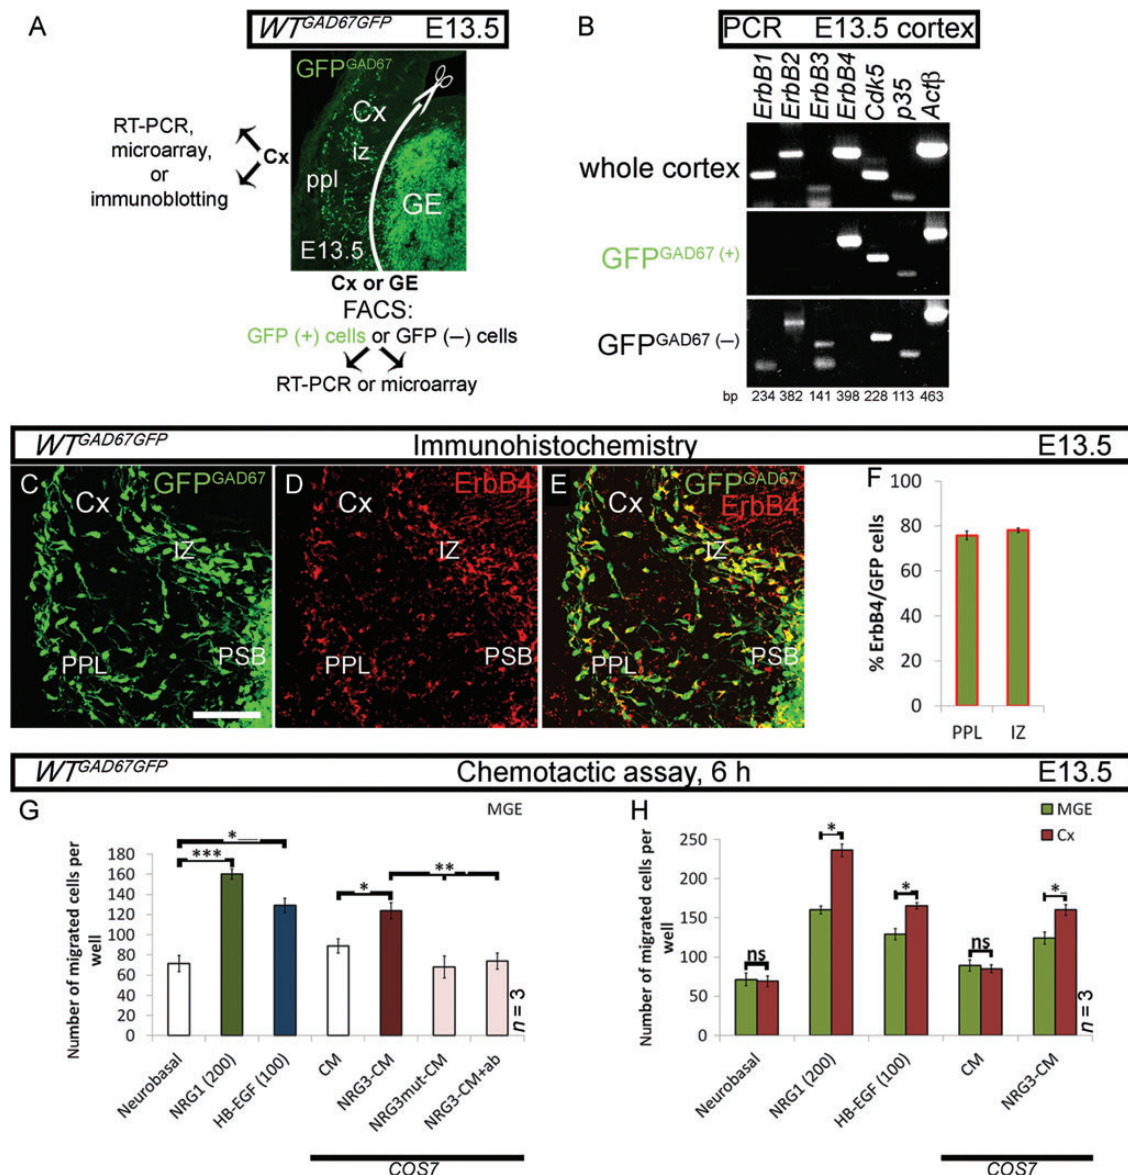 A
WT^GAD67GFP E13.5
GFP^GAD67
Cx
iz
ppl
GE
E13.5
RT-PCR,
microarray,
or
immunoblotting
Cx
Cx or GE
FACS:
GFP (+) cells or GFP (–) cells
RT-PCR or microarray
B
PCR E13.5 cortex
ErbB1 ErbB2 ErbB3 ErbB4 Cdk5 p35 Actβ
whole cortex
GFP^GAD67 (+)
GFP^GAD67 (–)
bp 234 382 141 398 228 113 463
WT^GAD67GFP Immunohistochemistry E13.5
C GFP^GAD67
Cx
IZ
PPL
PSB
D ErbB4
Cx
IZ
PPL
PSB
E GFP^GAD67
ErbB4
Cx
IZ
PPL
PSB
F
% ErbB4/GFP cells
100
80
60
40
20
0
PPL IZ
WT^GAD67GFP Chemotactic assay, 6 h E13.5
G
MGE
Number of migrated cells per
well
180
160
140
120
100
80
60
40
20
0
*
***
*
**
n = 3
Neurobasal NRG1 (200) HB-EGF (100) CM NRG3-CM NRG3mut-CM NRG3-CM+ab
COS7
H
MGE
Cx
Number of migrated cells per
well
250
200
150
100
50
0
ns * * ns *
n = 3
Neurobasal NRG1 (200) HB-EGF (100) CM NRG3-CM
COS7